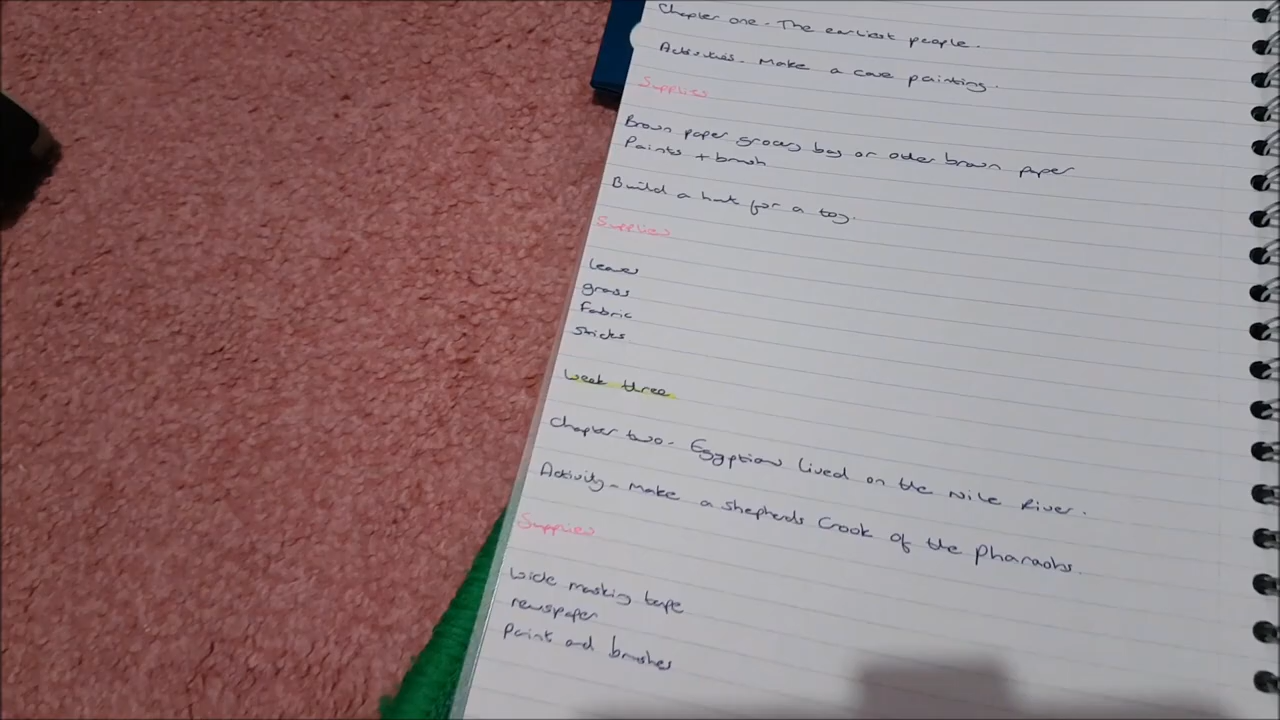 Chapter one - The earliest people.
Activities - Make a cave painting.
Supplies
Brown paper grocery bag or other brown paper
Paints + brush
Build a hut for a toy.
Supplies
leaves
grass
fabric
sticks
Week three
Chapter two - Egyptians lived on the Nile River.
Activity - Make a shepherds Crook of the Pharaohs.
Supplies
wide masking tape
newspaper
Paint and brushes